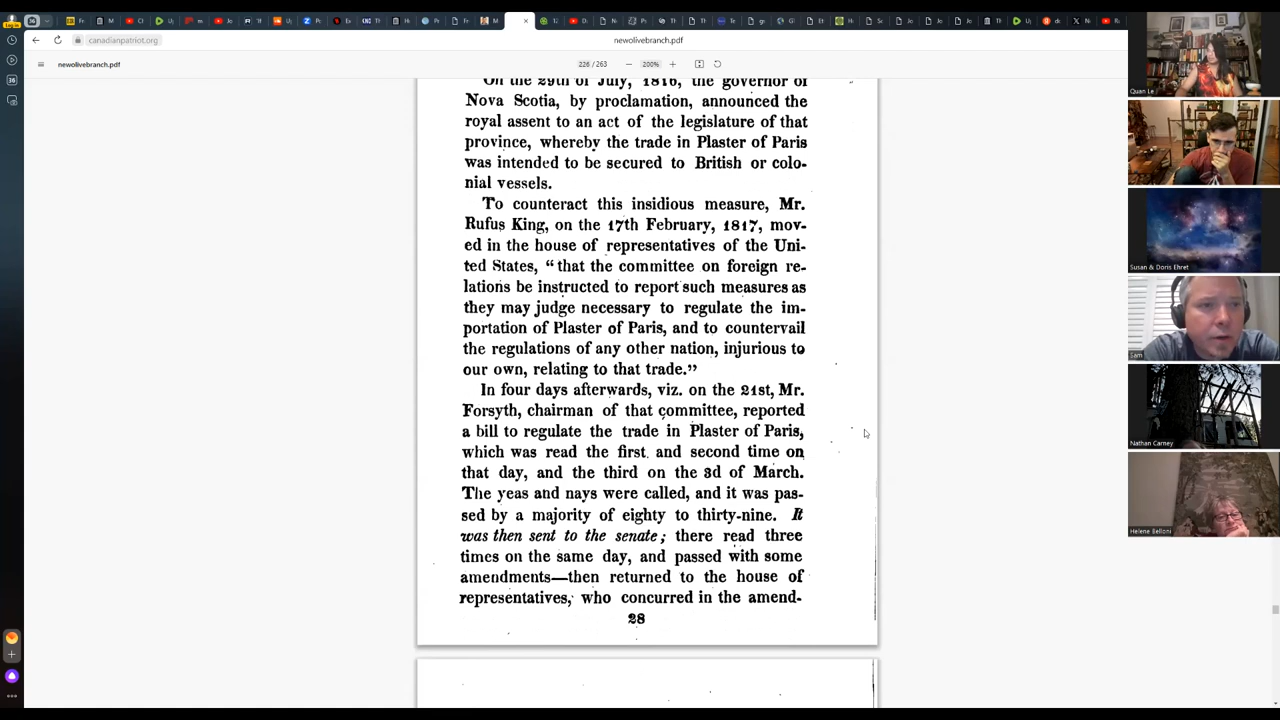 36
canadianpatriot.org
newolivebranch.pdf
newolivebranch.pdf
226 / 263
200%
On the 29th of July, 1816, the governor of
Nova Scotia, by proclamation, announced the
royal assent to an act of the legislature of that
province, whereby the trade in Plaster of Paris
was intended to be secured to British or colo-
nial vessels.
To counteract this insidious measure, Mr.
Rufus King, on the 17th February, 1817, mov-
ed in the house of representatives of the Uni-
ted States, “that the committee on foreign re-
lations be instructed to report such measures as
they may judge necessary to regulate the im-
portation of Plaster of Paris, and to countervail
the regulations of any other nation, injurious to
our own, relating to that trade.”
In four days afterwards, viz. on the 21st, Mr.
Forsyth, chairman of that committee, reported
a bill to regulate the trade in Plaster of Paris,
which was read the first and second time on
that day, and the third on the 3d of March.
The yeas and nays were called, and it was pas-
sed by a majority of eighty to thirty-nine. It
was then sent to the senate; there read three
times on the same day, and passed with some
amendments—then returned to the house of
representatives, who concurred in the amend-
28
Quan Le
Susan & Doris Ehret
Sam
Nathan Carney
Helene Belloni